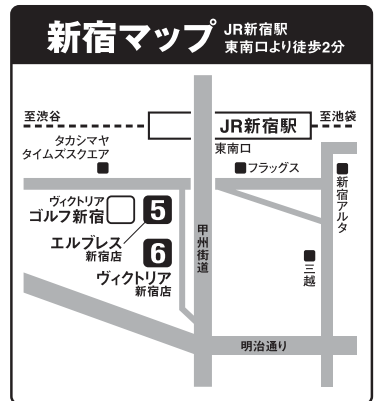 新宿マップ
JR新宿駅
東南口より徒歩2分
至渋谷
JR新宿駅
至池袋
タカシマヤ
タイムズスクエア
東南口
フラッグス
新宿アルタ
ヴィクトリア
ゴルフ新宿
5
エルブレス
新宿店
6
ヴィクトリア
新宿店
甲州街道
三越
明治通り